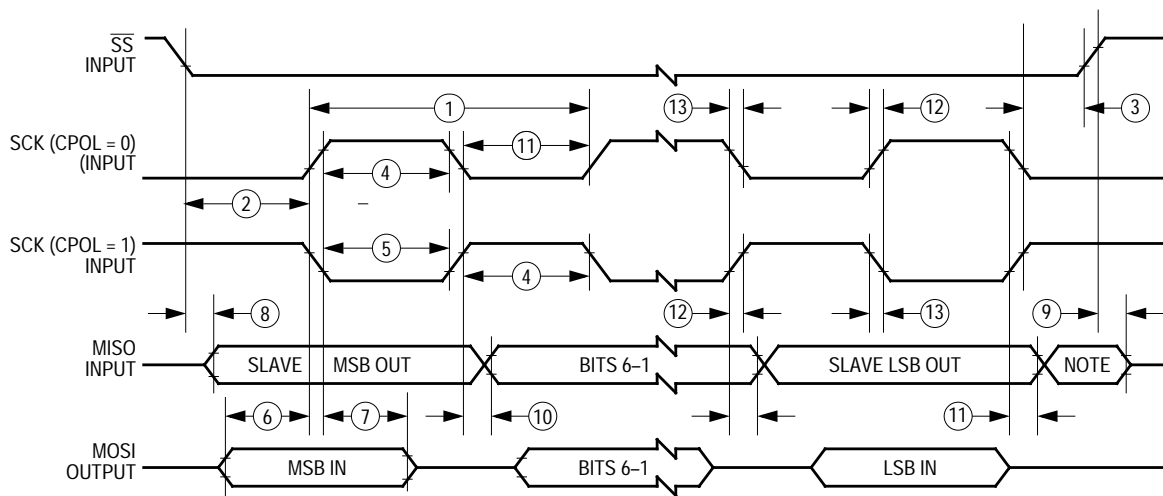 SS
INPUT
1
13
12
3
SCK (CPOL = 0)
(INPUT
11
4
2
–
SCK (CPOL = 1)
INPUT
5
4
8
12
13
9
MISO
INPUT
SLAVE MSB OUT
BITS 6–1
SLAVE LSB OUT
NOTE
6
7
10
11
MOSI
OUTPUT
MSB IN
BITS 6–1
LSB IN